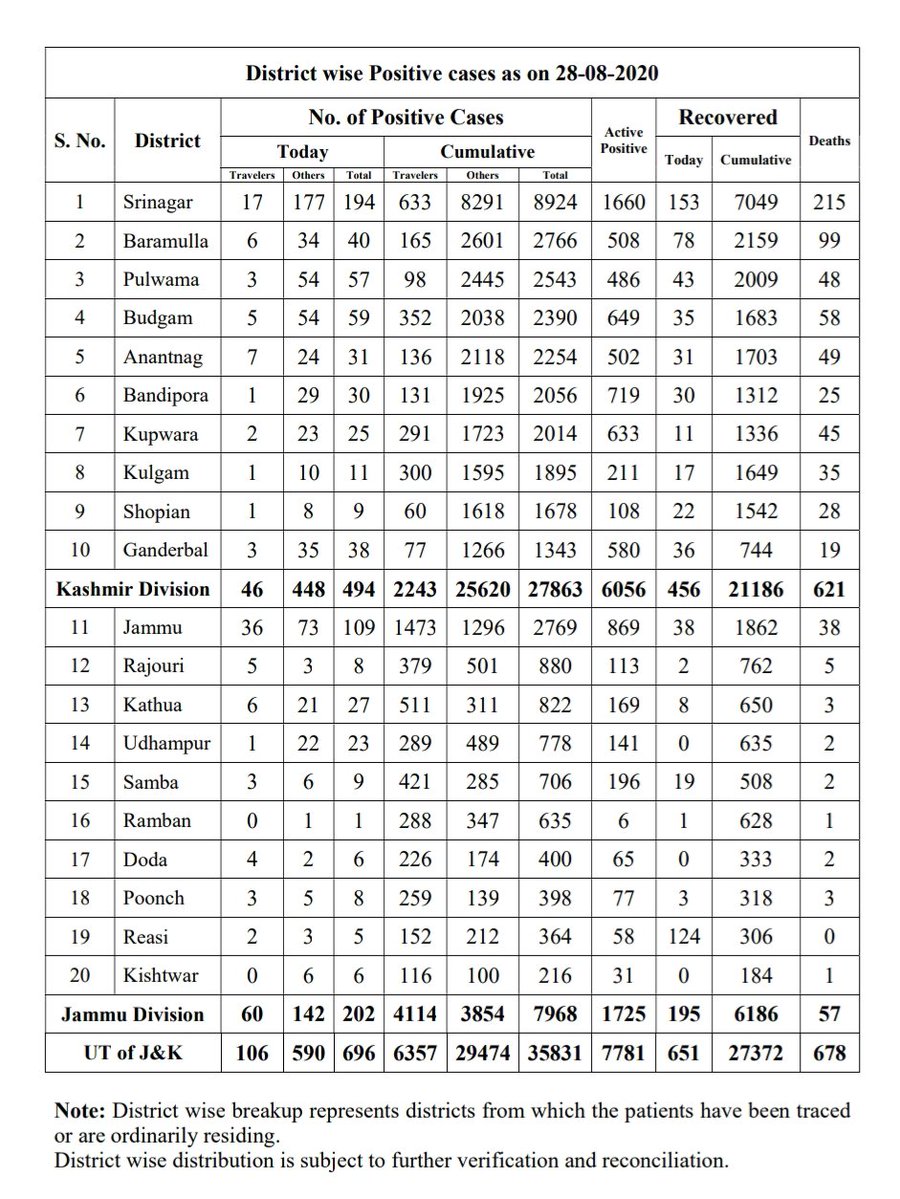 District wise Positive cases as on 28-08-2020
S. No. District No. of Positive Cases Active Positive Recovered Deaths
Today Cumulative Today Cumulative
Travelers Others Total Travelers Others Total
1 Srinagar 17 177 194 633 8291 8924 1660 153 7049 215
2 Baramulla 6 34 40 165 2601 2766 508 78 2159 99
3 Pulwama 3 54 57 98 2445 2543 486 43 2009 48
4 Budgam 5 54 59 352 2038 2390 649 35 1683 58
5 Anantnag 7 24 31 136 2118 2254 502 31 1703 49
6 Bandipora 1 29 30 131 1925 2056 719 30 1312 25
7 Kupwara 2 23 25 291 1723 2014 633 11 1336 45
8 Kulgam 1 10 11 300 1595 1895 211 17 1649 35
9 Shopian 1 8 9 60 1618 1678 108 22 1542 28
10 Ganderbal 3 35 38 77 1266 1343 580 36 744 19
Kashmir Division 46 448 494 2243 25620 27863 6056 456 21186 621
11 Jammu 36 73 109 1473 1296 2769 869 38 1862 38
12 Rajouri 5 3 8 379 501 880 113 2 762 5
13 Kathua 6 21 27 511 311 822 169 8 650 3
14 Udhampur 1 22 23 289 489 778 141 0 635 2
15 Samba 3 6 9 421 285 706 196 19 508 2
16 Ramban 0 1 1 288 347 635 6 1 628 1
17 Doda 4 2 6 226 174 400 65 0 333 2
18 Poonch 3 5 8 259 139 398 77 3 318 3
19 Reasi 2 3 5 152 212 364 58 124 306 0
20 Kishtwar 0 6 6 116 100 216 31 0 184 1
Jammu Division 60 142 202 4114 3854 7968 1725 195 6186 57
UT of J&K 106 590 696 6357 29474 35831 7781 651 27372 678
Note: District wise breakup represents districts from which the patients have been traced
or are ordinarily residing.
District wise distribution is subject to further verification and reconciliation.